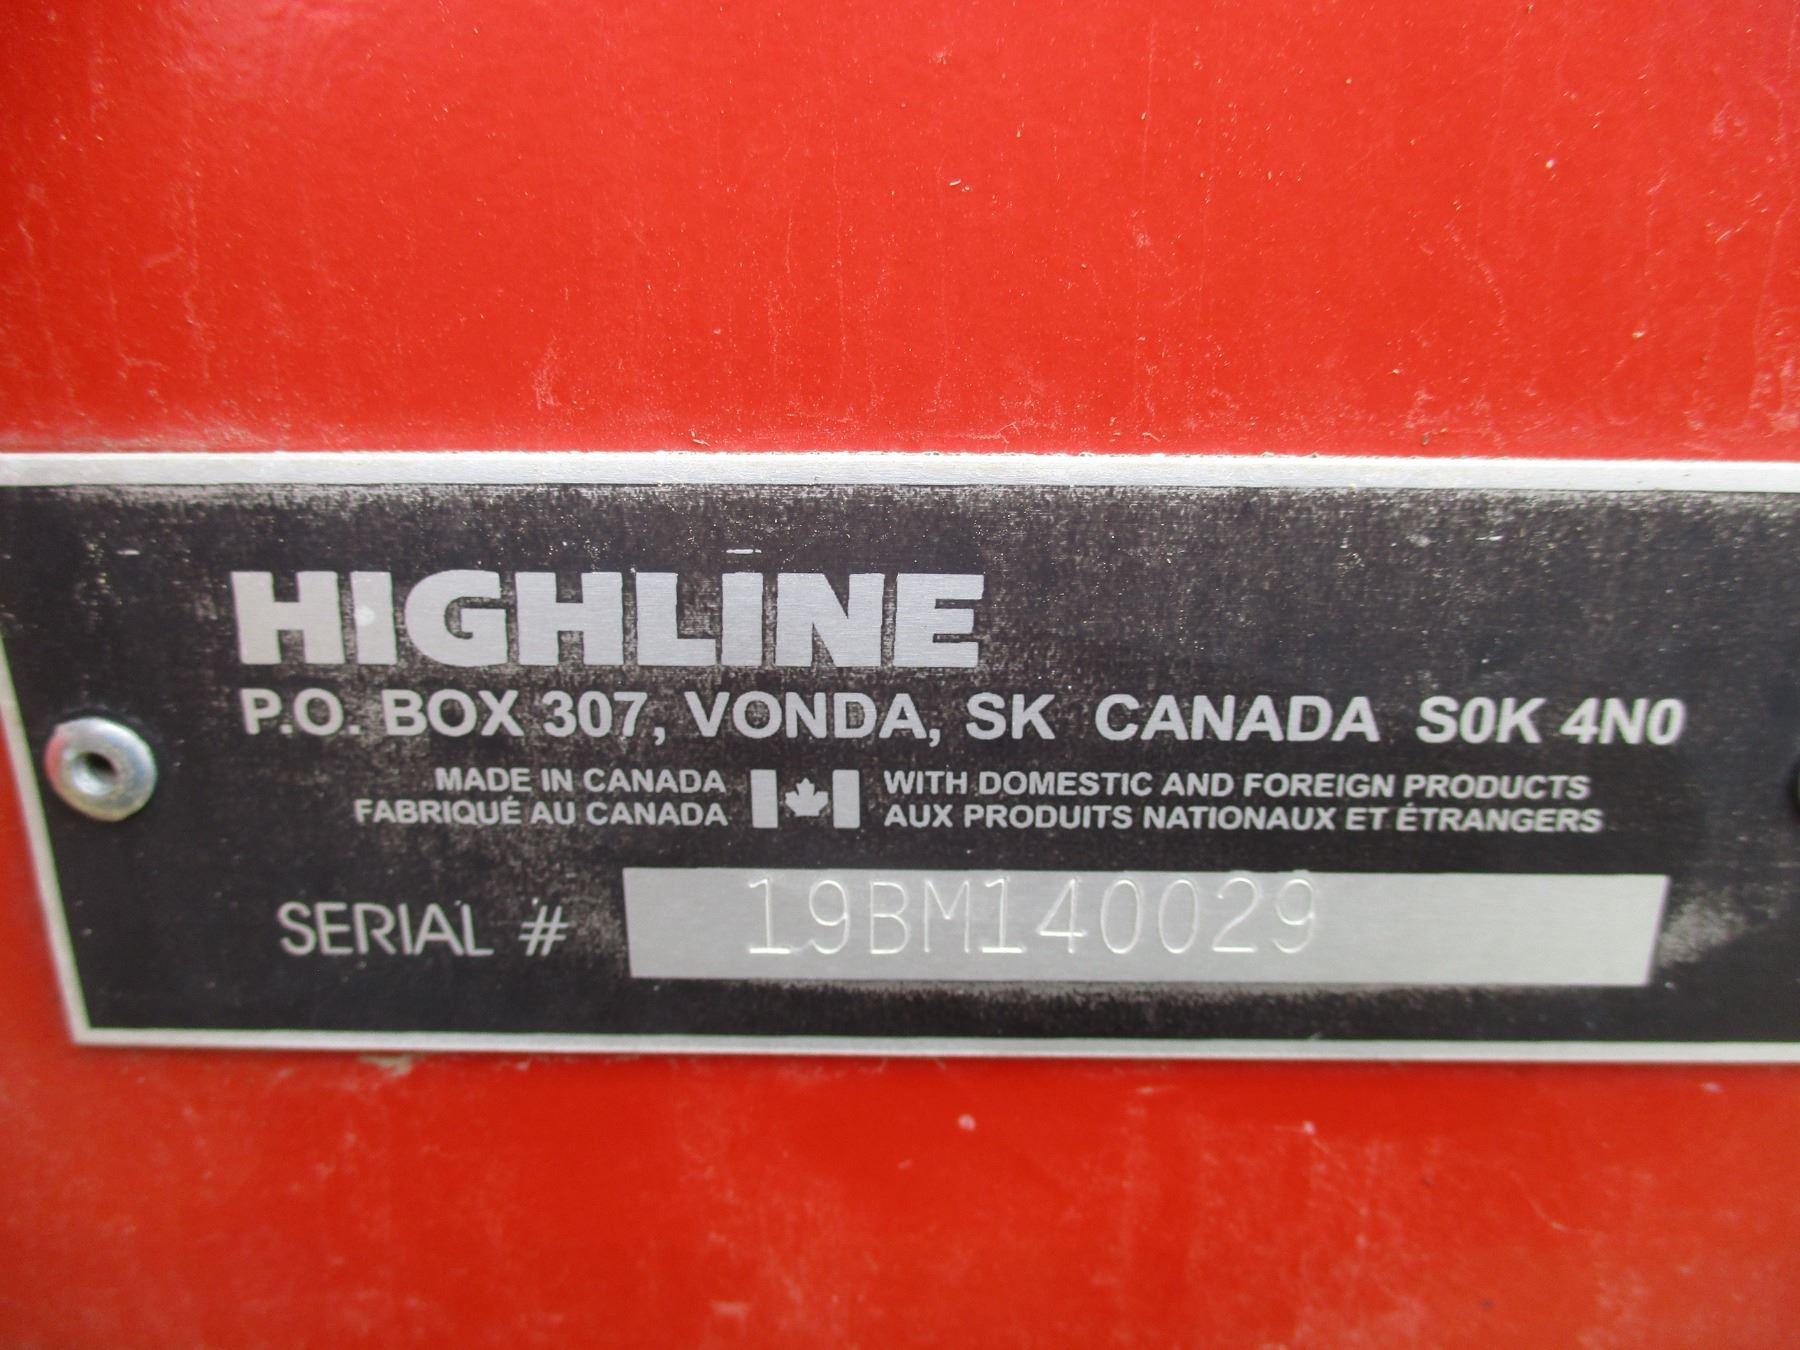 HIGHLINE
P.O. BOX 307, VONDA, SK CANADA S0K 4N0
MADE IN CANADA WITH DOMESTIC AND FOREIGN PRODUCTS
FABRIQUÉ AU CANADA AUX PRODUITS NATIONAUX ET ÉTRANGERS
SERIAL # 19BM140029